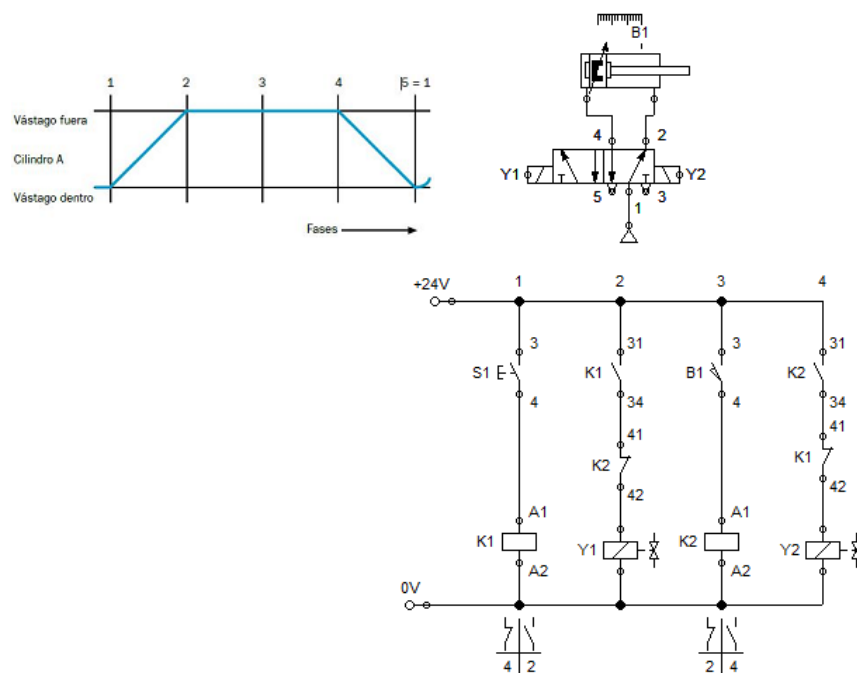 1 2 3 4 |5 = 1
Vástago fuera
Cilindro A
Vástago dentro
Fases
B1
4 2
Y1 Y2
5 1 3
1 2 3 4
+24V
3 31 3 31
S1 K1 B1 K2
4 34 4 34
41 41
K2 K1
42 42
A1 A1
K1 Y1 K2 Y2
A2 A2
0V
4 2 2 4